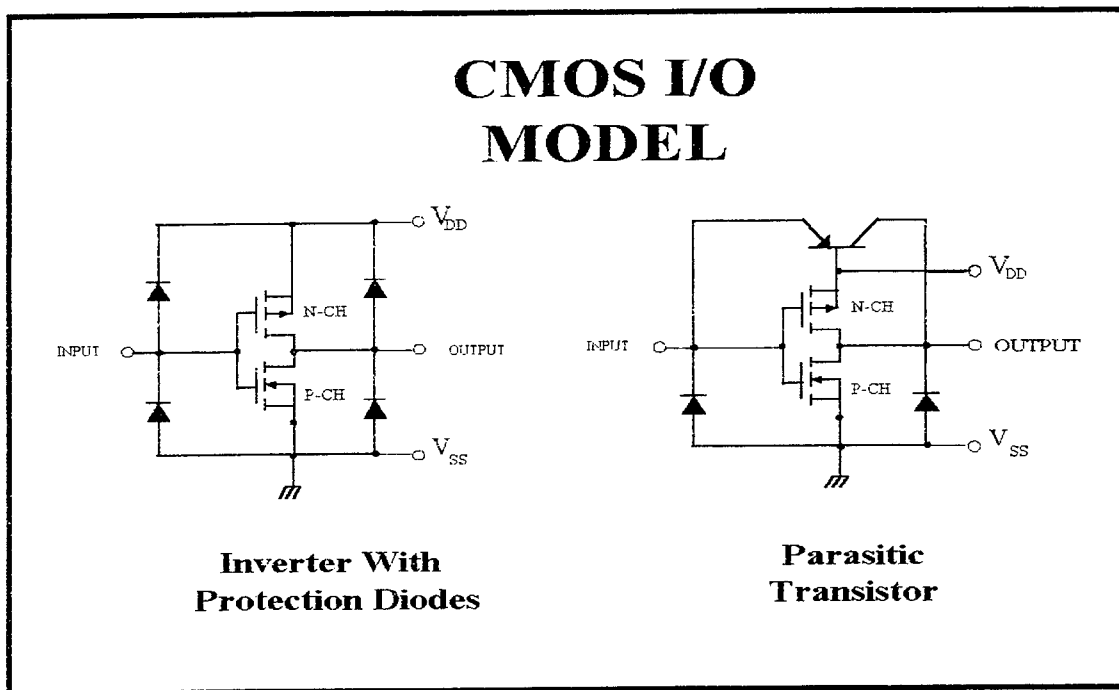 CMOS I/O
MODEL
VDD
N-CH
INPUT
OUTPUT
P-CH
VSS
Inverter With
Protection Diodes
VDD
N-CH
INPUT
OUTPUT
P-CH
VSS
Parasitic
Transistor